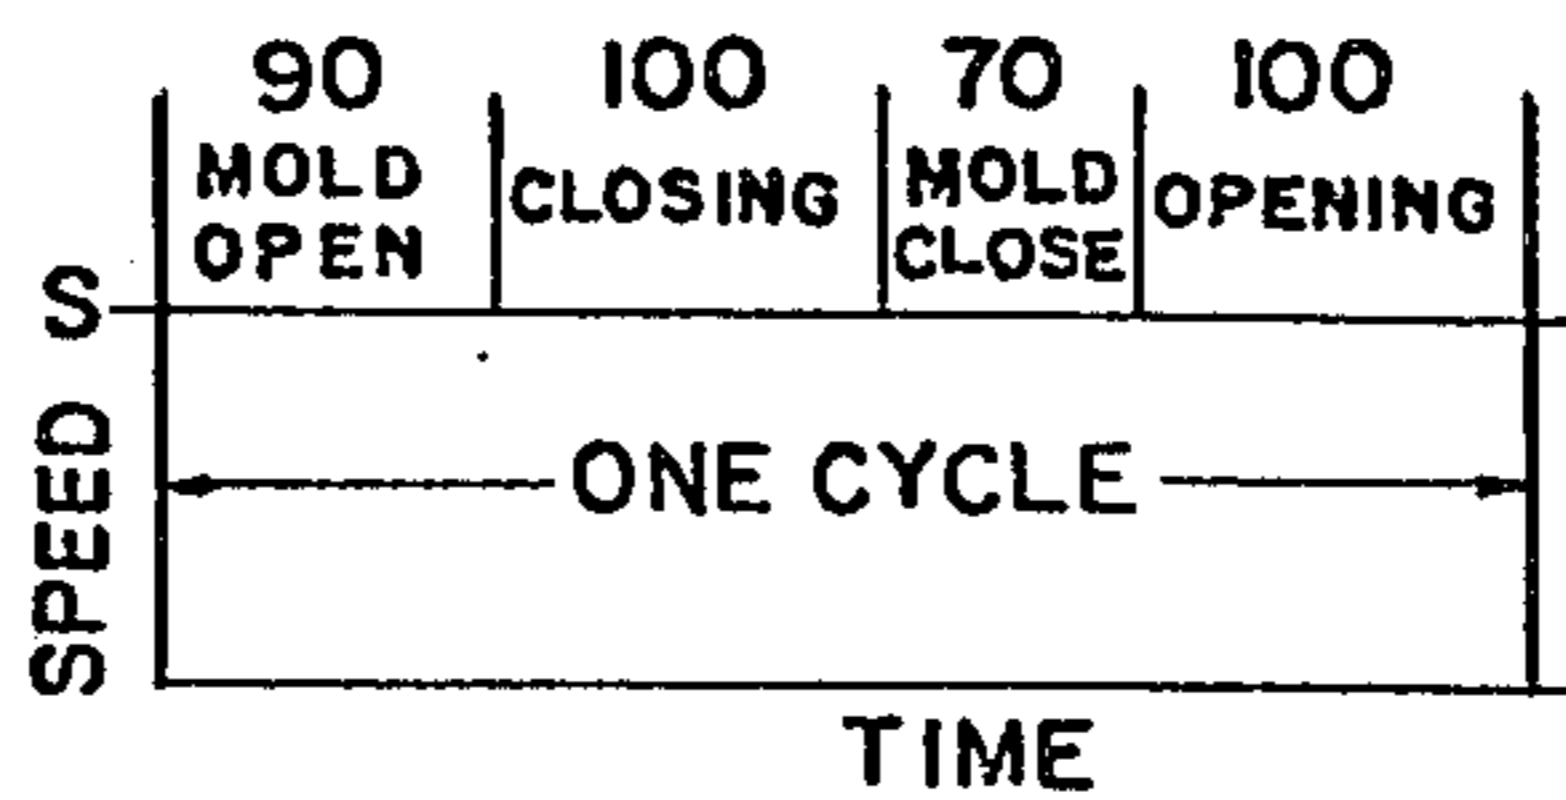 90 100 70 100
MOLD OPEN CLOSING MOLD CLOSE OPENING
S
ONE CYCLE
SPEED
TIME